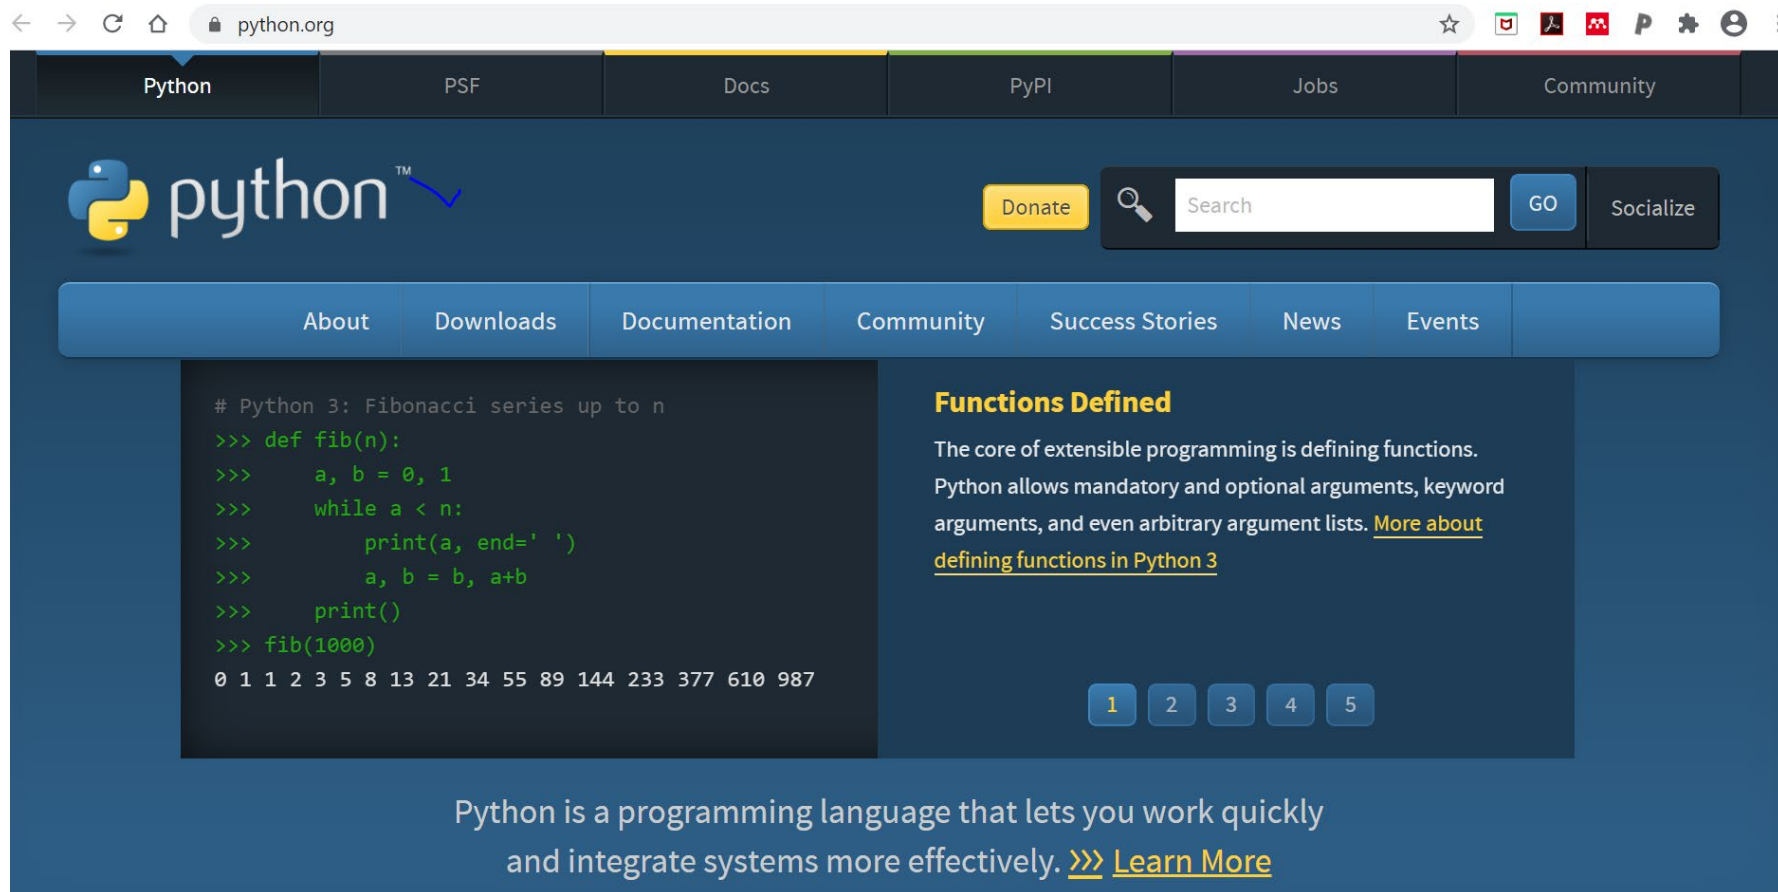 python.org
Python PSF Docs PyPI Jobs Community
python™
Donate Search GO Socialize
About Downloads Documentation Community Success Stories News Events
# Python 3: Fibonacci series up to n
>>> def fib(n):
>>>     a, b = 0, 1
>>>     while a < n:
>>>         print(a, end=' ')
>>>         a, b = b, a+b
>>>     print()
>>> fib(1000)
0 1 1 2 3 5 8 13 21 34 55 89 144 233 377 610 987
Functions Defined
The core of extensible programming is defining functions.
Python allows mandatory and optional arguments, keyword
arguments, and even arbitrary argument lists. More about
defining functions in Python 3
1 2 3 4 5
Python is a programming language that lets you work quickly
and integrate systems more effectively. >>> Learn More